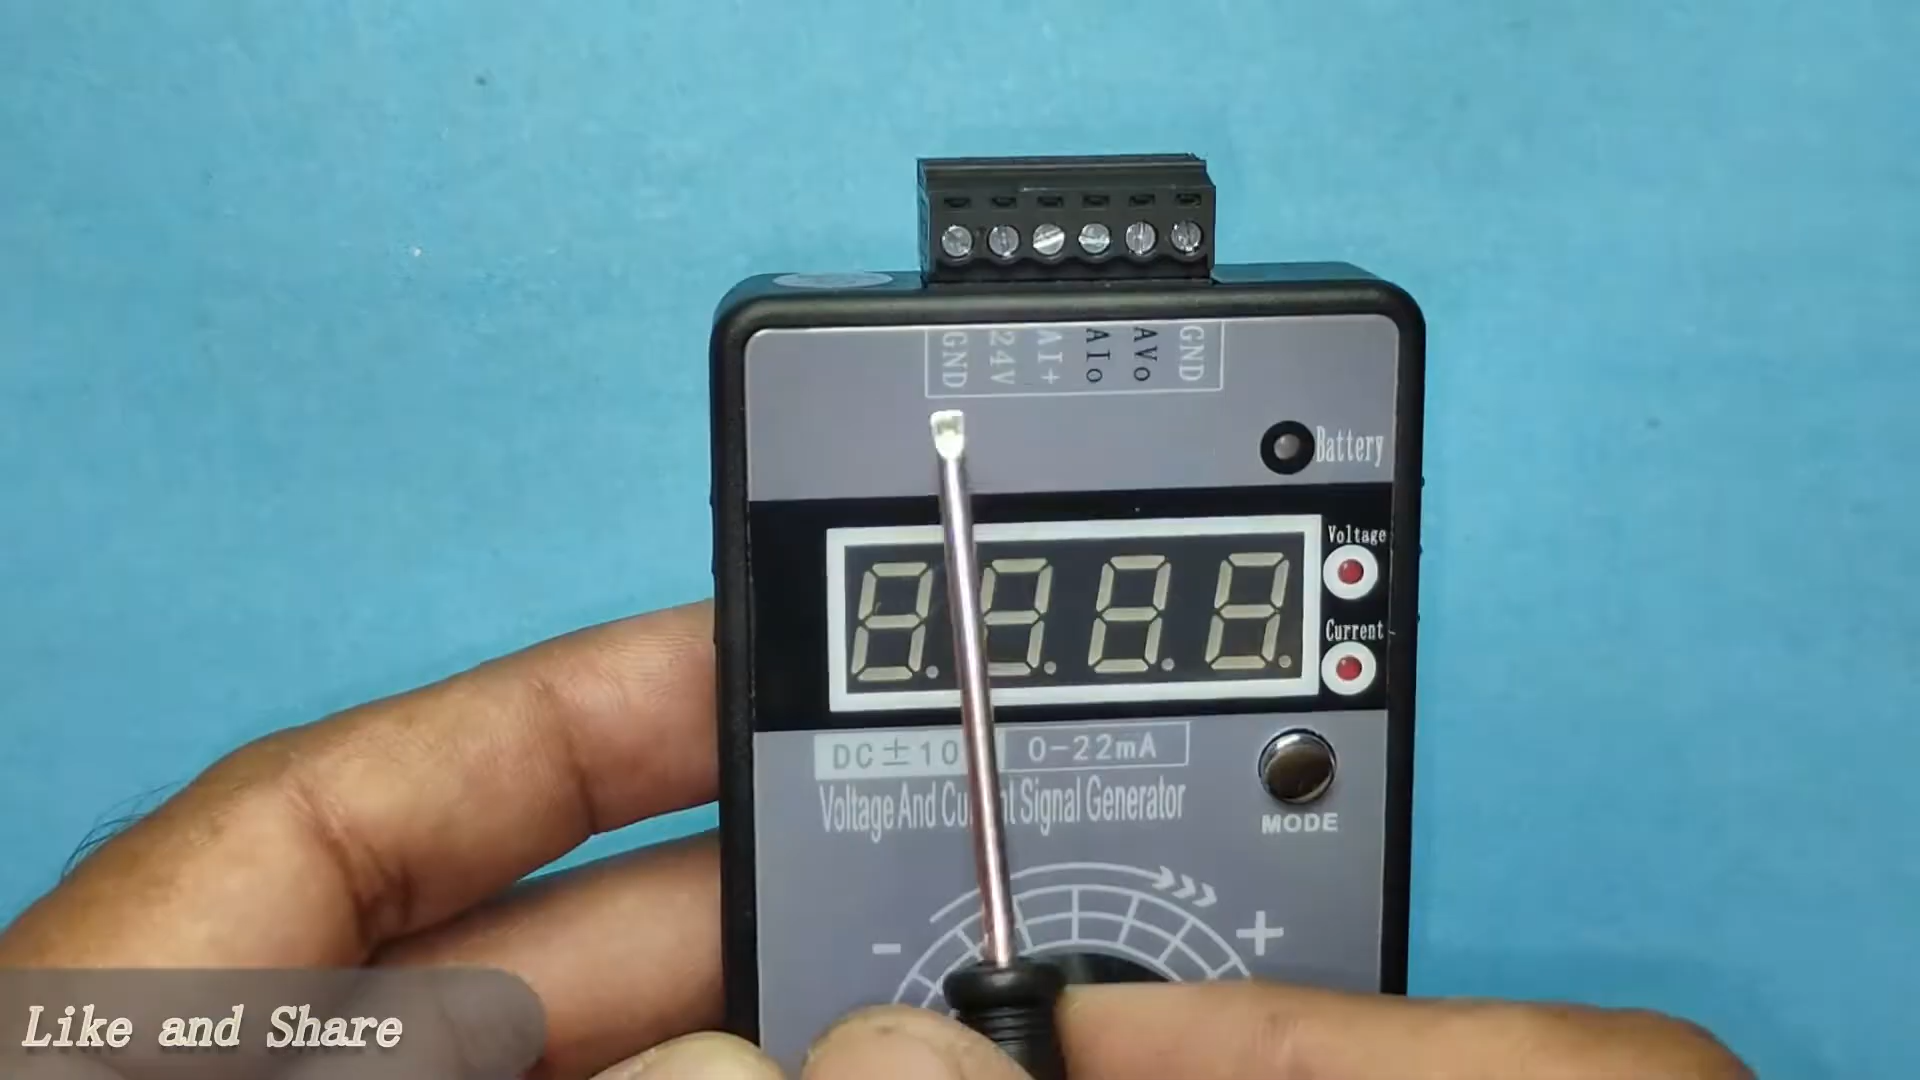 GND
24V
AI+
AIo
AVo
GND
Battery
Voltage
Current
DC±10
0-22mA
Voltage And Signal Generator
MODE
- +
Like and Share